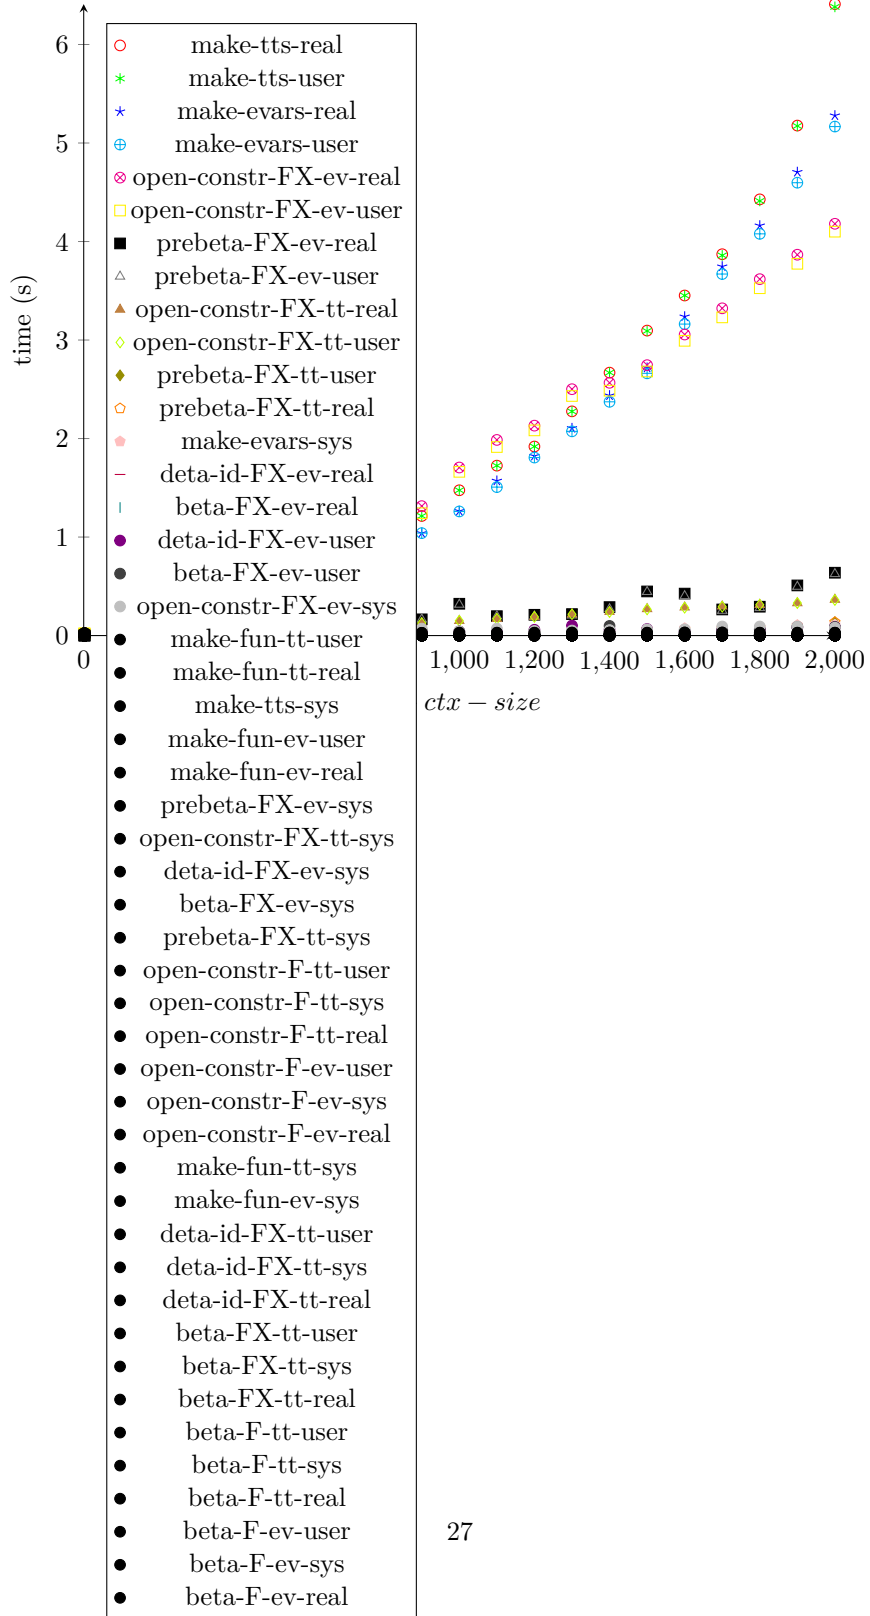 6
5
4
3
2
1
0
time (s)
0
1,000 1,200 1,400 1,600 1,800 2,000
ctx − size
make-tts-real
make-tts-user
make-evars-real
make-evars-user
open-constr-FX-ev-real
open-constr-FX-ev-user
prebeta-FX-ev-real
prebeta-FX-ev-user
open-constr-FX-tt-real
open-constr-FX-tt-user
prebeta-FX-tt-user
prebeta-FX-tt-real
make-evars-sys
deta-id-FX-ev-real
beta-FX-ev-real
deta-id-FX-ev-user
beta-FX-ev-user
open-constr-FX-ev-sys
make-fun-tt-user
make-fun-tt-real
make-tts-sys
make-fun-ev-user
make-fun-ev-real
prebeta-FX-ev-sys
open-constr-FX-tt-sys
deta-id-FX-ev-sys
beta-FX-ev-sys
prebeta-FX-tt-sys
open-constr-F-tt-user
open-constr-F-tt-sys
open-constr-F-tt-real
open-constr-F-ev-user
open-constr-F-ev-sys
open-constr-F-ev-real
make-fun-tt-sys
make-fun-ev-sys
deta-id-FX-tt-user
deta-id-FX-tt-sys
deta-id-FX-tt-real
beta-FX-tt-user
beta-FX-tt-sys
beta-FX-tt-real
beta-F-tt-user
beta-F-tt-sys
beta-F-tt-real
beta-F-ev-user
beta-F-ev-sys
beta-F-ev-real
27